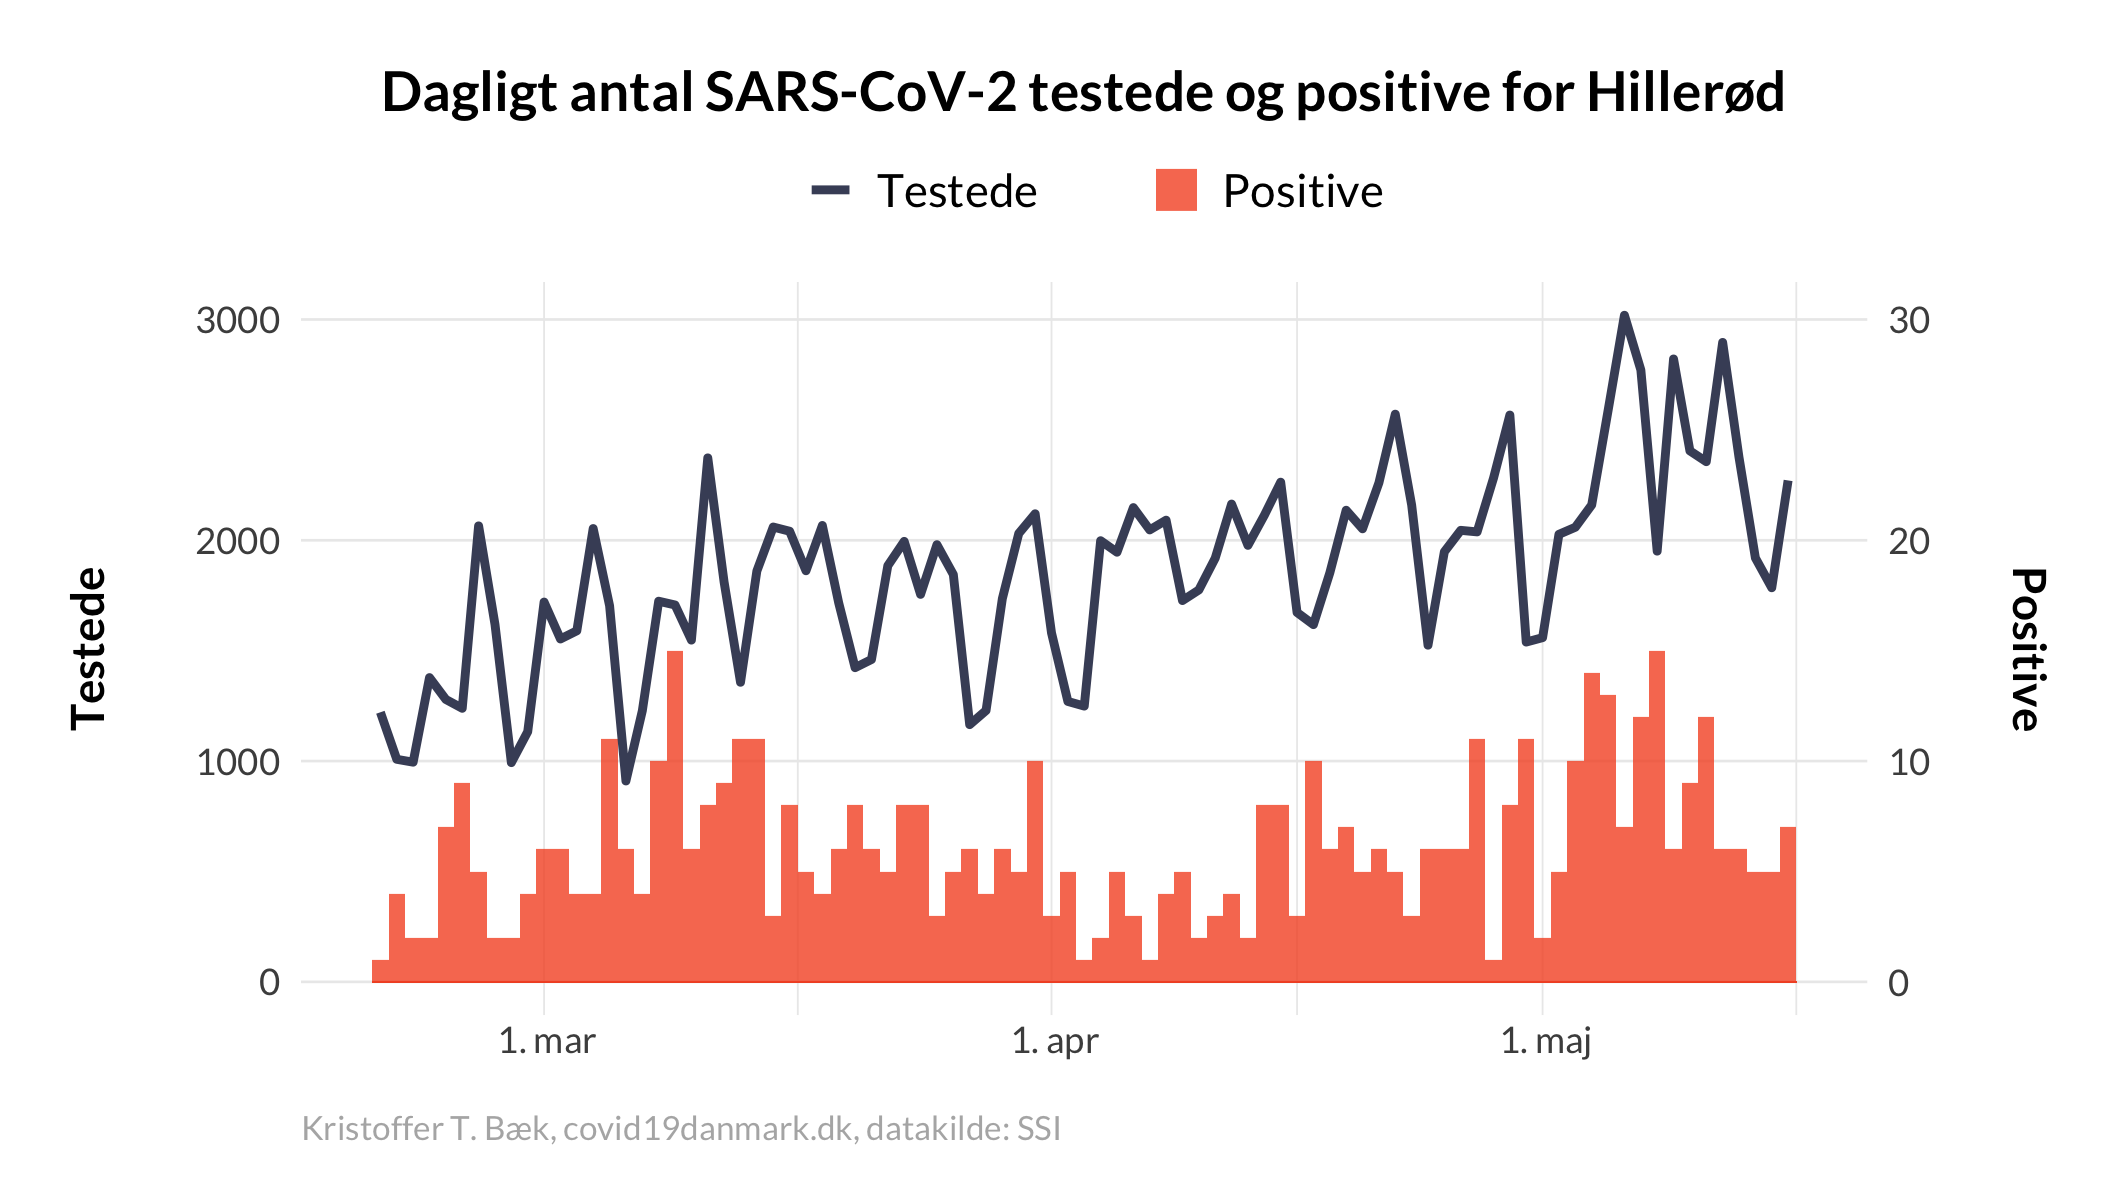 Dagligt antal SARS-CoV-2 testede og positive for Hillerød
Testede
Positive
3000
2000
1000
0
30
20
10
0
Testede
Positive
1. mar
1. apr
1. maj
Kristoffer T. Bæk, covid19danmark.dk, datakilde: SSI